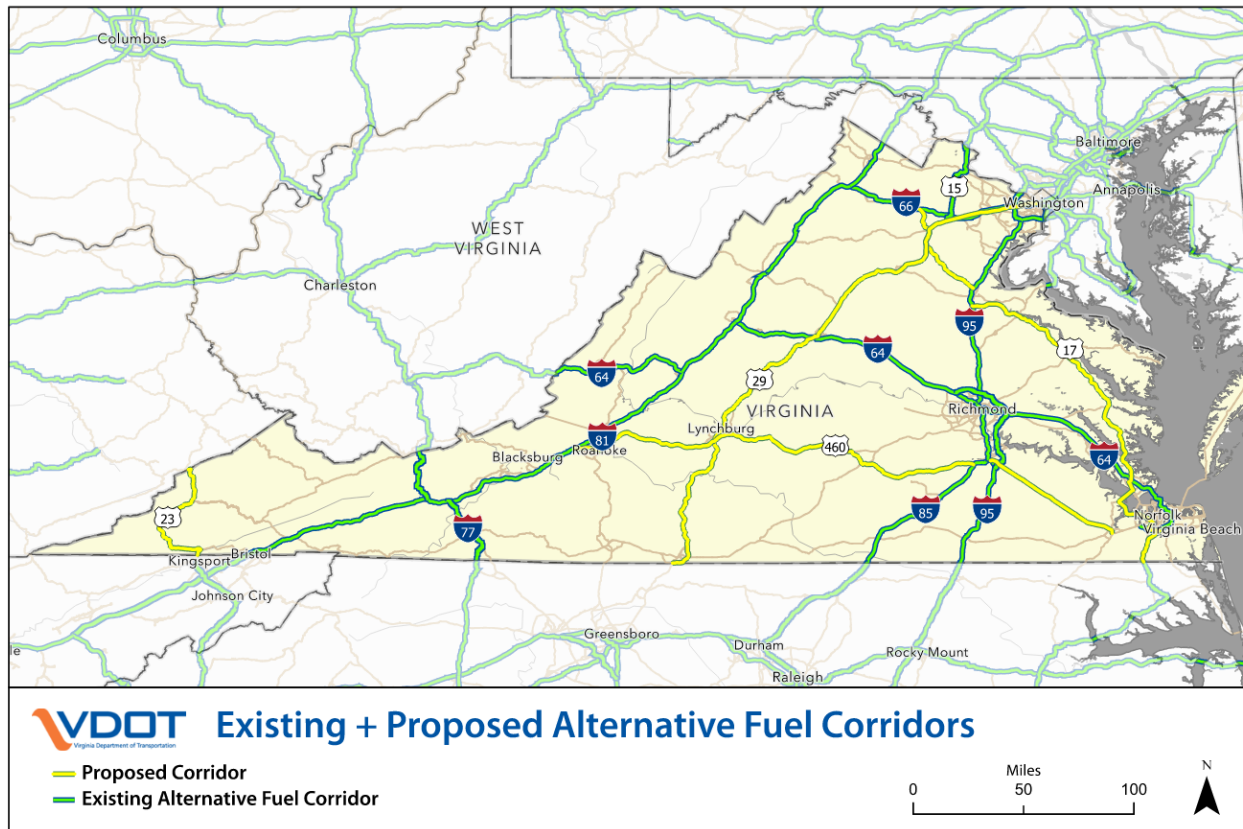 Columbus
Baltimore
15
Annapolis
66
Washington
WEST
VIRGINIA
Charleston
95
64
17
64
29
VIRGINIA
Richmond
Lynchburg
81
460
Roanoke
Blacksburg
64
85
95
23
77
Norfolk
Virginia Beach
Bristol
Kingsport
Johnson City
Greensboro
Durham
le
Rocky Mount
Raleigh
VDOT
Virginia Department of Transportation
Existing + Proposed Alternative Fuel Corridors
Proposed Corridor
Existing Alternative Fuel Corridor
Miles
0 50 100
N